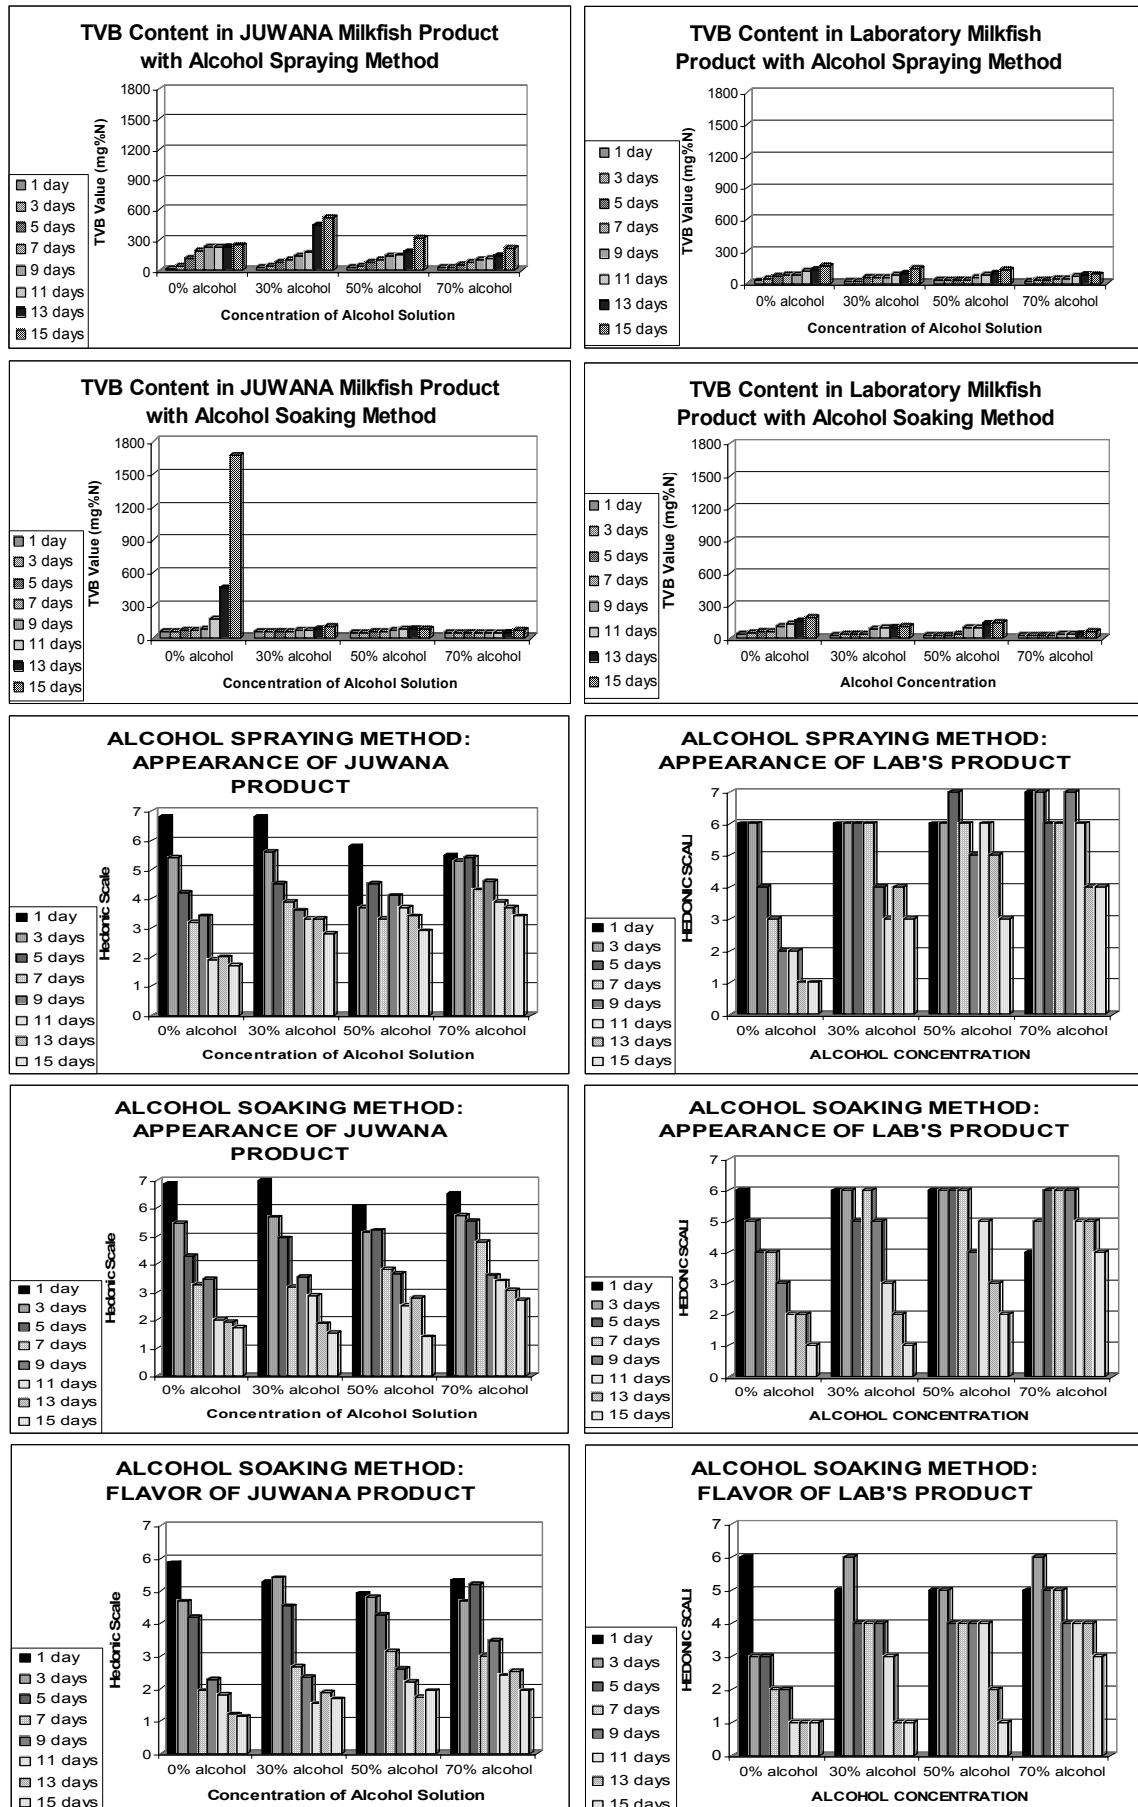 TVB Content in JUWANA Milkfish Product
with Alcohol Spraying Method
1800
1500
1200
900
600
300
0
TVB Value (mg%N)
1 day
3 days
5 days
7 days
9 days
11 days
13 days
15 days
0% alcohol
30% alcohol
50% alcohol
70% alcohol
Concentration of Alcohol Solution
TVB Content in Laboratory Milkfish
Product with Alcohol Spraying Method
1800
1500
1200
900
600
300
0
TVB Value (mg%N)
1 day
3 days
5 days
7 days
9 days
11 days
13 days
15 days
0% alcohol
30% alcohol
50% alcohol
70% alcohol
Concentration of Alcohol Solution
TVB Content in JUWANA Milkfish Product
with Alcohol Soaking Method
1800
1500
1200
900
600
300
0
TVB Value (mg%N)
1 day
3 days
5 days
7 days
9 days
11 days
13 days
15 days
0% alcohol
30% alcohol
50% alcohol
70% alcohol
Concentration of Alcohol Solution
TVB Content in Laboratory Milkfish
Product with Alcohol Soaking Method
1800
1500
1200
900
600
300
0
TVB Value (mg%N)
1 day
3 days
5 days
7 days
9 days
11 days
13 days
15 days
0% alcohol
30% alcohol
50% alcohol
70% alcohol
Alcohol Concentration
ALCOHOL SPRAYING METHOD:
APPEARANCE OF JUWANA
PRODUCT
7
6
5
4
3
2
1
0
Hedonic Scale
1 day
3 days
5 days
7 days
9 days
11 days
13 days
15 days
0% alcohol
30% alcohol
50% alcohol
70% alcohol
Concentration of Alcohol Solution
ALCOHOL SPRAYING METHOD:
APPEARANCE OF LAB'S PRODUCT
7
6
5
4
3
2
1
0
HEDONIC SCALI
1 day
3 days
5 days
7 days
9 days
11 days
13 days
15 days
0% alcohol
30% alcohol
50% alcohol
70% alcohol
ALCOHOL CONCENTRATION
ALCOHOL SOAKING METHOD:
APPEARANCE OF JUWANA
PRODUCT
7
6
5
4
3
2
1
0
Hedonic Scale
1 day
3 days
5 days
7 days
9 days
11 days
13 days
15 days
0% alcohol
30% alcohol
50% alcohol
70% alcohol
Concentration of Alcohol Solution
ALCOHOL SOAKING METHOD:
APPEARANCE OF LAB'S PRODUCT
7
6
5
4
3
2
1
0
HEDONIC SCALI
1 day
3 days
5 days
7 days
9 days
11 days
13 days
15 days
0% alcohol
30% alcohol
50% alcohol
70% alcohol
ALCOHOL CONCENTRATION
ALCOHOL SOAKING METHOD:
FLAVOR OF JUWANA PRODUCT
7
6
5
4
3
2
1
0
Hedonic Scale
1 day
3 days
5 days
7 days
9 days
11 days
13 days
15 days
0% alcohol
30% alcohol
50% alcohol
70% alcohol
Concentration of Alcohol Solution
ALCOHOL SOAKING METHOD:
FLAVOR OF LAB'S PRODUCT
7
6
5
4
3
2
1
0
HEDONIC SCALI
1 day
3 days
5 days
7 days
9 days
11 days
13 days
15 days
0% alcohol
30% alcohol
50% alcohol
70% alcohol
ALCOHOL CONCENTRATION